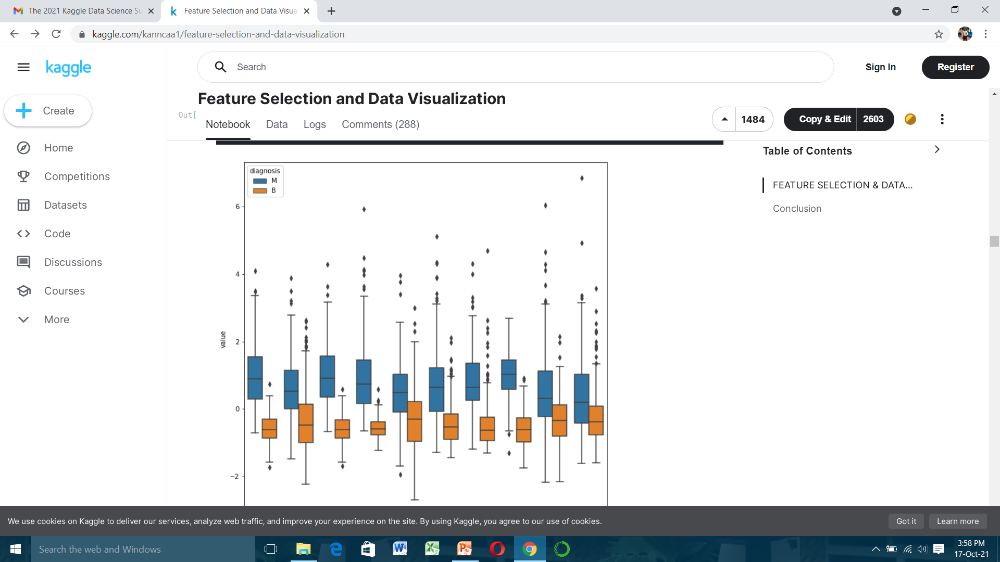 The 2021 Kaggle Data Science Su
Feature Selection and Data Visua
kaggle.com/kanncaa1/feature-selection-and-data-visualization
kaggle
Search
Sign In
Register
Create
Home
Competitions
Datasets
Code
Discussions
Courses
More
Feature Selection and Data Visualization
Out[
Notebook
Data
Logs
Comments (288)
1484
Copy & Edit
2603
Table of Contents
FEATURE SELECTION & DATA...
Conclusion
diagnosis
M
B
6
4
2
0
−2
value
We use cookies on Kaggle to deliver our services, analyze web traffic, and improve your experience on the site. By using Kaggle, you agree to our use of cookies.
Got it
Learn more
Search the web and Windows
3:58 PM
17-Oct-21